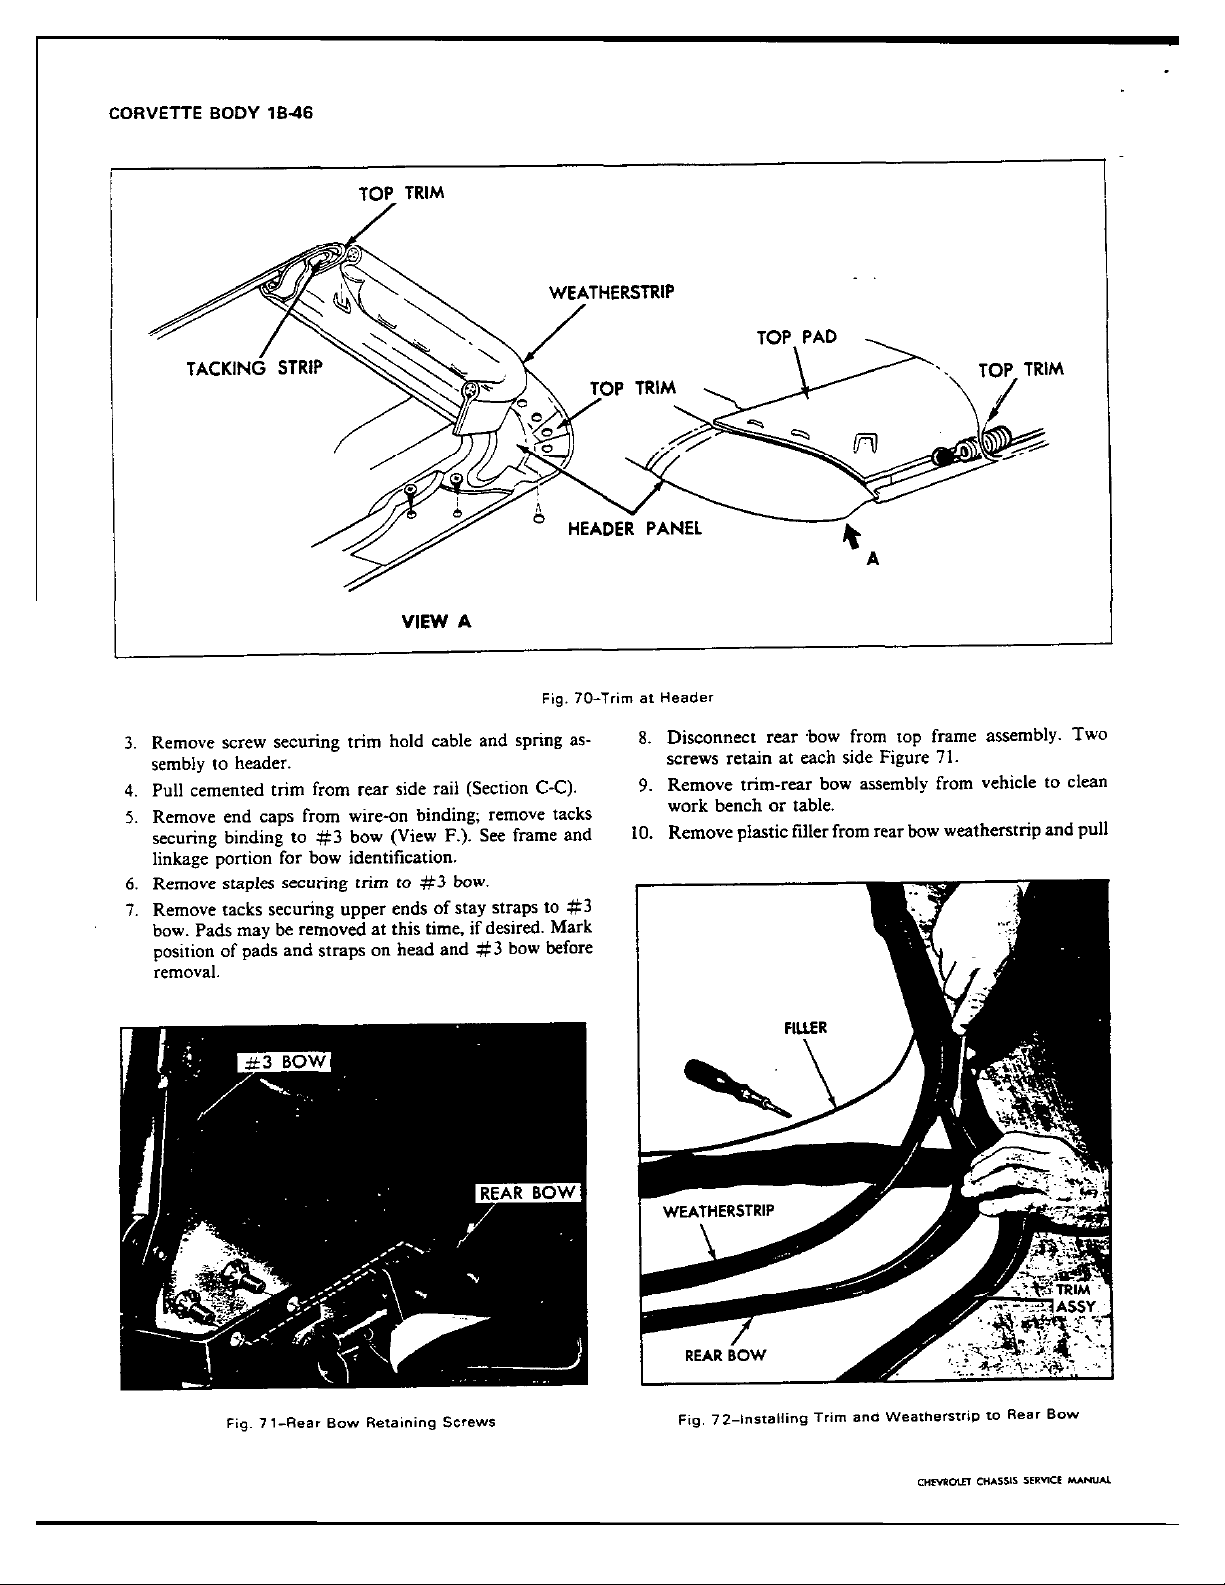 CORVETTE BODY 1B-46
TOP TRIM
WEATHERSTRIP
TOP PAD
TOP TRIM
TACKING STRIP
TOP TRIM
HEADER PANEL
A
VIEW A
Fig. 70-Trim at Header
3. Remove screw securing trim hold cable and spring as-
sembly to header.
4. Pull cemented trim from rear side rail (Section C-C).
5. Remove end caps from wire-on binding; remove tacks
securing binding to #3 bow (View F.). See frame and
linkage portion for bow identification.
6. Remove staples securing trim to #3 bow.
7. Remove tacks securing upper ends of stay straps to #3
bow. Pads may be removed at this time, if desired. Mark
position of pads and straps on head and #3 bow before
removal.
#3 BOW
REAR BOW
Fig. 71-Rear Bow Retaining Screws
8. Disconnect rear bow from top frame assembly. Two
screws retain at each side Figure 71.
9. Remove trim-rear bow assembly from vehicle to clean
work bench or table.
10. Remove plastic filler from rear bow weatherstrip and pull
FILLER
WEATHERSTRIP
TRIM
ASSY
REAR BOW
Fig. 72-Installing Trim and Weatherstrip to Rear Bow
CHEVROLET CHASSIS SERVICE MANUAL